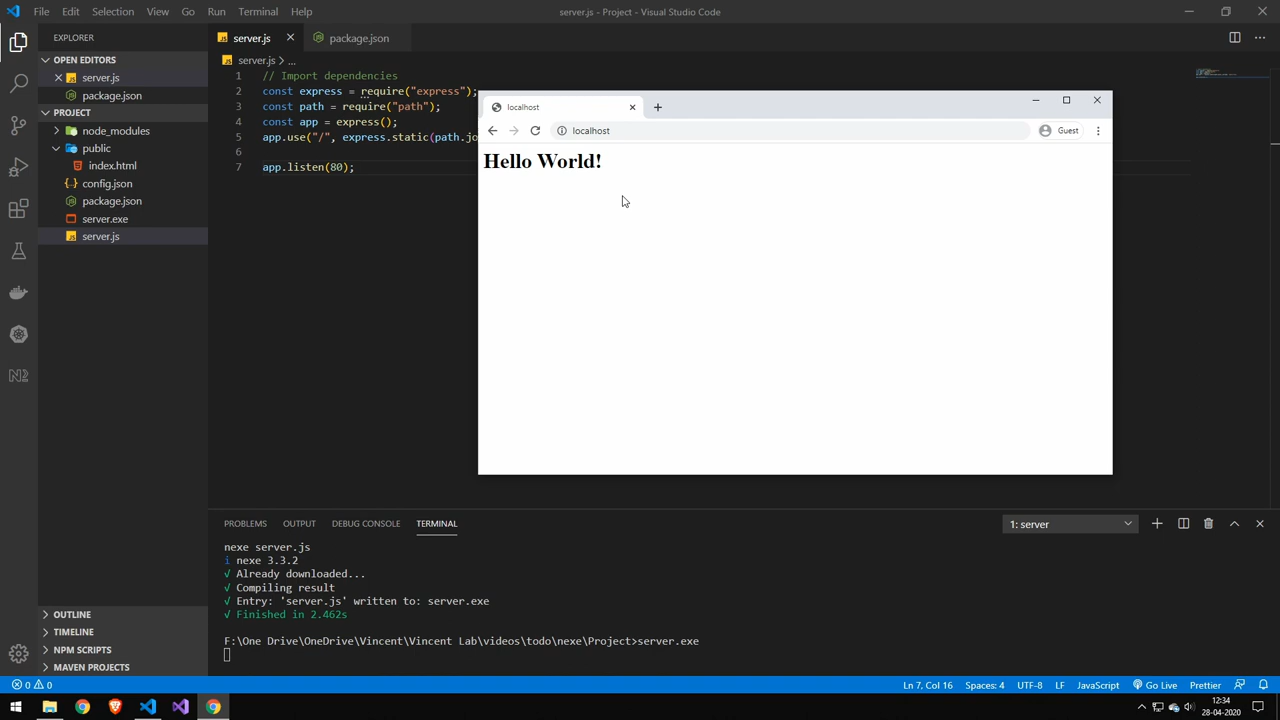 File Edit Selection View Go Run Terminal Help
server.js - Project - Visual Studio Code
EXPLORER
OPEN EDITORS
server.js
package.json
PROJECT
node_modules
public
index.html
config.json
package.json
server.exe
server.js
OUTLINE
TIMELINE
NPM SCRIPTS
MAVEN PROJECTS
server.js
package.json
server.js > ...
1 // Import dependencies
2 const express = require("express");
3 const path = require("path");
4 const app = express();
5 app.use("/", express.static(path.jo
6
7 app.listen(80);
localhost
localhost
Guest
Hello World!
PROBLEMS OUTPUT DEBUG CONSOLE TERMINAL
1: server
nexe server.js
i nexe 3.3.2
√ Already downloaded...
√ Compiling result
√ Entry: 'server.js' written to: server.exe
√ Finished in 2.462s
F:\One Drive\OneDrive\Vincent\Vincent Lab\videos\todo\nexe\Project>server.exe
0 0
Ln 7, Col 16 Spaces: 4 UTF-8 LF JavaScript Go Live Prettier
12:34
28-04-2020